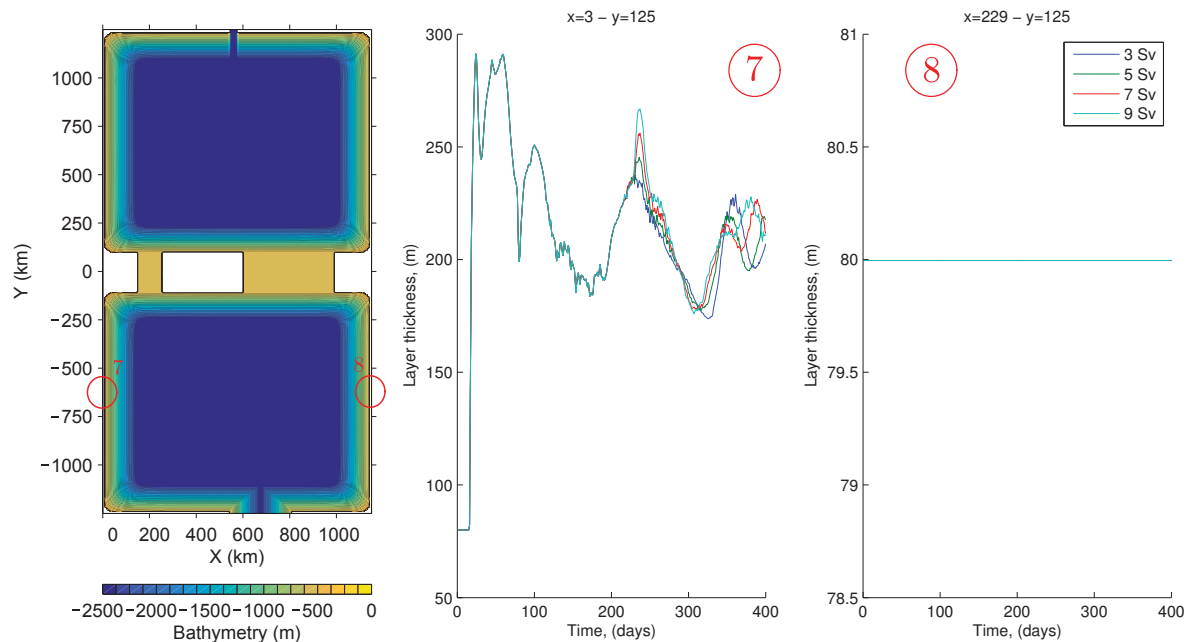 1000
750
500
250
0
−250
−500
−750
−1000
Y (km)
7
8
0 200 400 600 800 1000
X (km)
−2500−2000−1500−1000−500 0
Bathymetry (m)
x=3 − y=125
300
250
200
150
100
50
Layer thickness, (m)
7
0 100 200 300 400
Time, (days)
x=229 − y=125
81
80.5
80
79.5
79
78.5
Layer thickness, (m)
8
3 Sv
5 Sv
7 Sv
9 Sv
0 100 200 300 400
Time, (days)